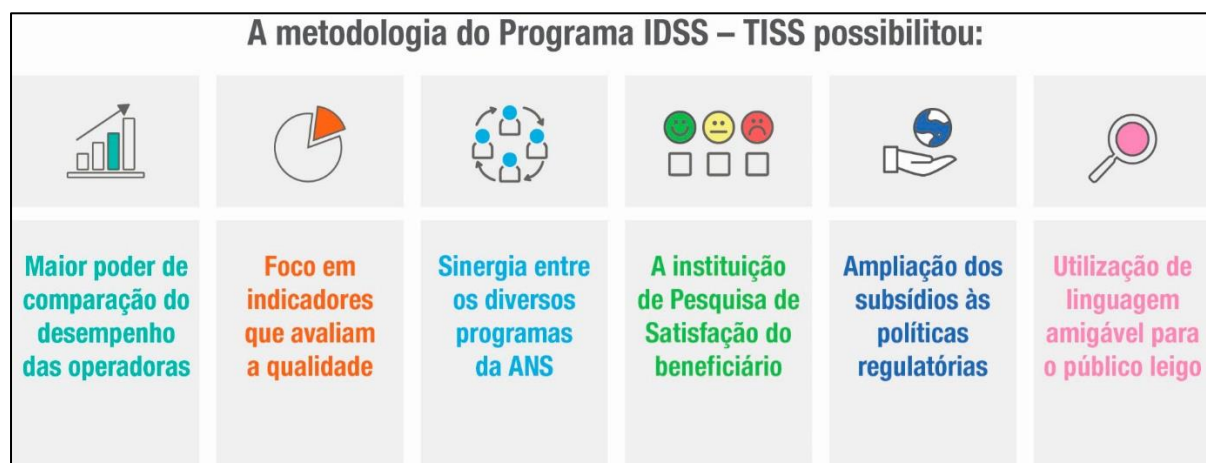 A metodologia do Programa IDSS – TISS possibilitou:
Maior poder de
comparação do
desempenho
das operadoras
Foco em
indicadores
que avaliam
a qualidade
Sinergia entre
os diversos
programas
da ANS
A instituição
de Pesquisa de
Satisfação do
beneficiário
Ampliação dos
subsídios às
políticas
regulatórias
Utilização de
linguagem
amigável para
o público leigo